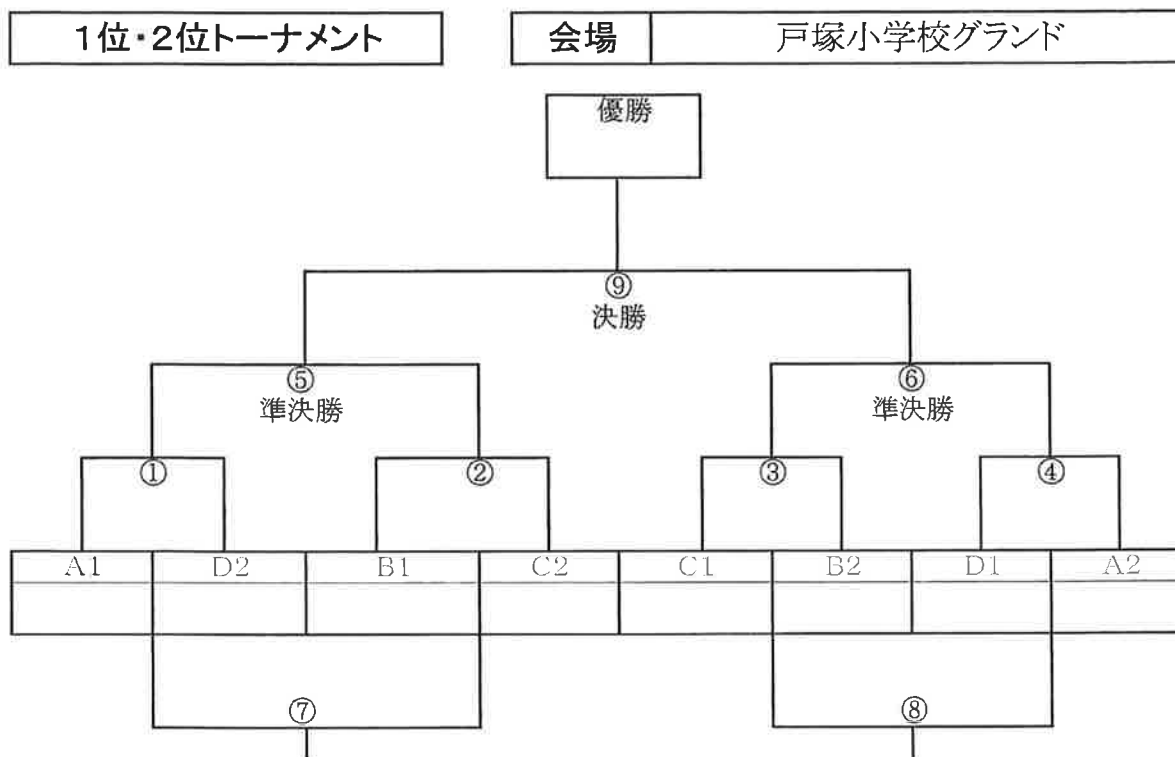 1位・2位トーナメント
会場 戸塚小学校グランド
優勝
⑨
決勝
⑤ ⑥
準決勝 準決勝
① ② ③ ④
A1 D2 B1 C2 C1 B2 D1 A2
⑦ ⑧